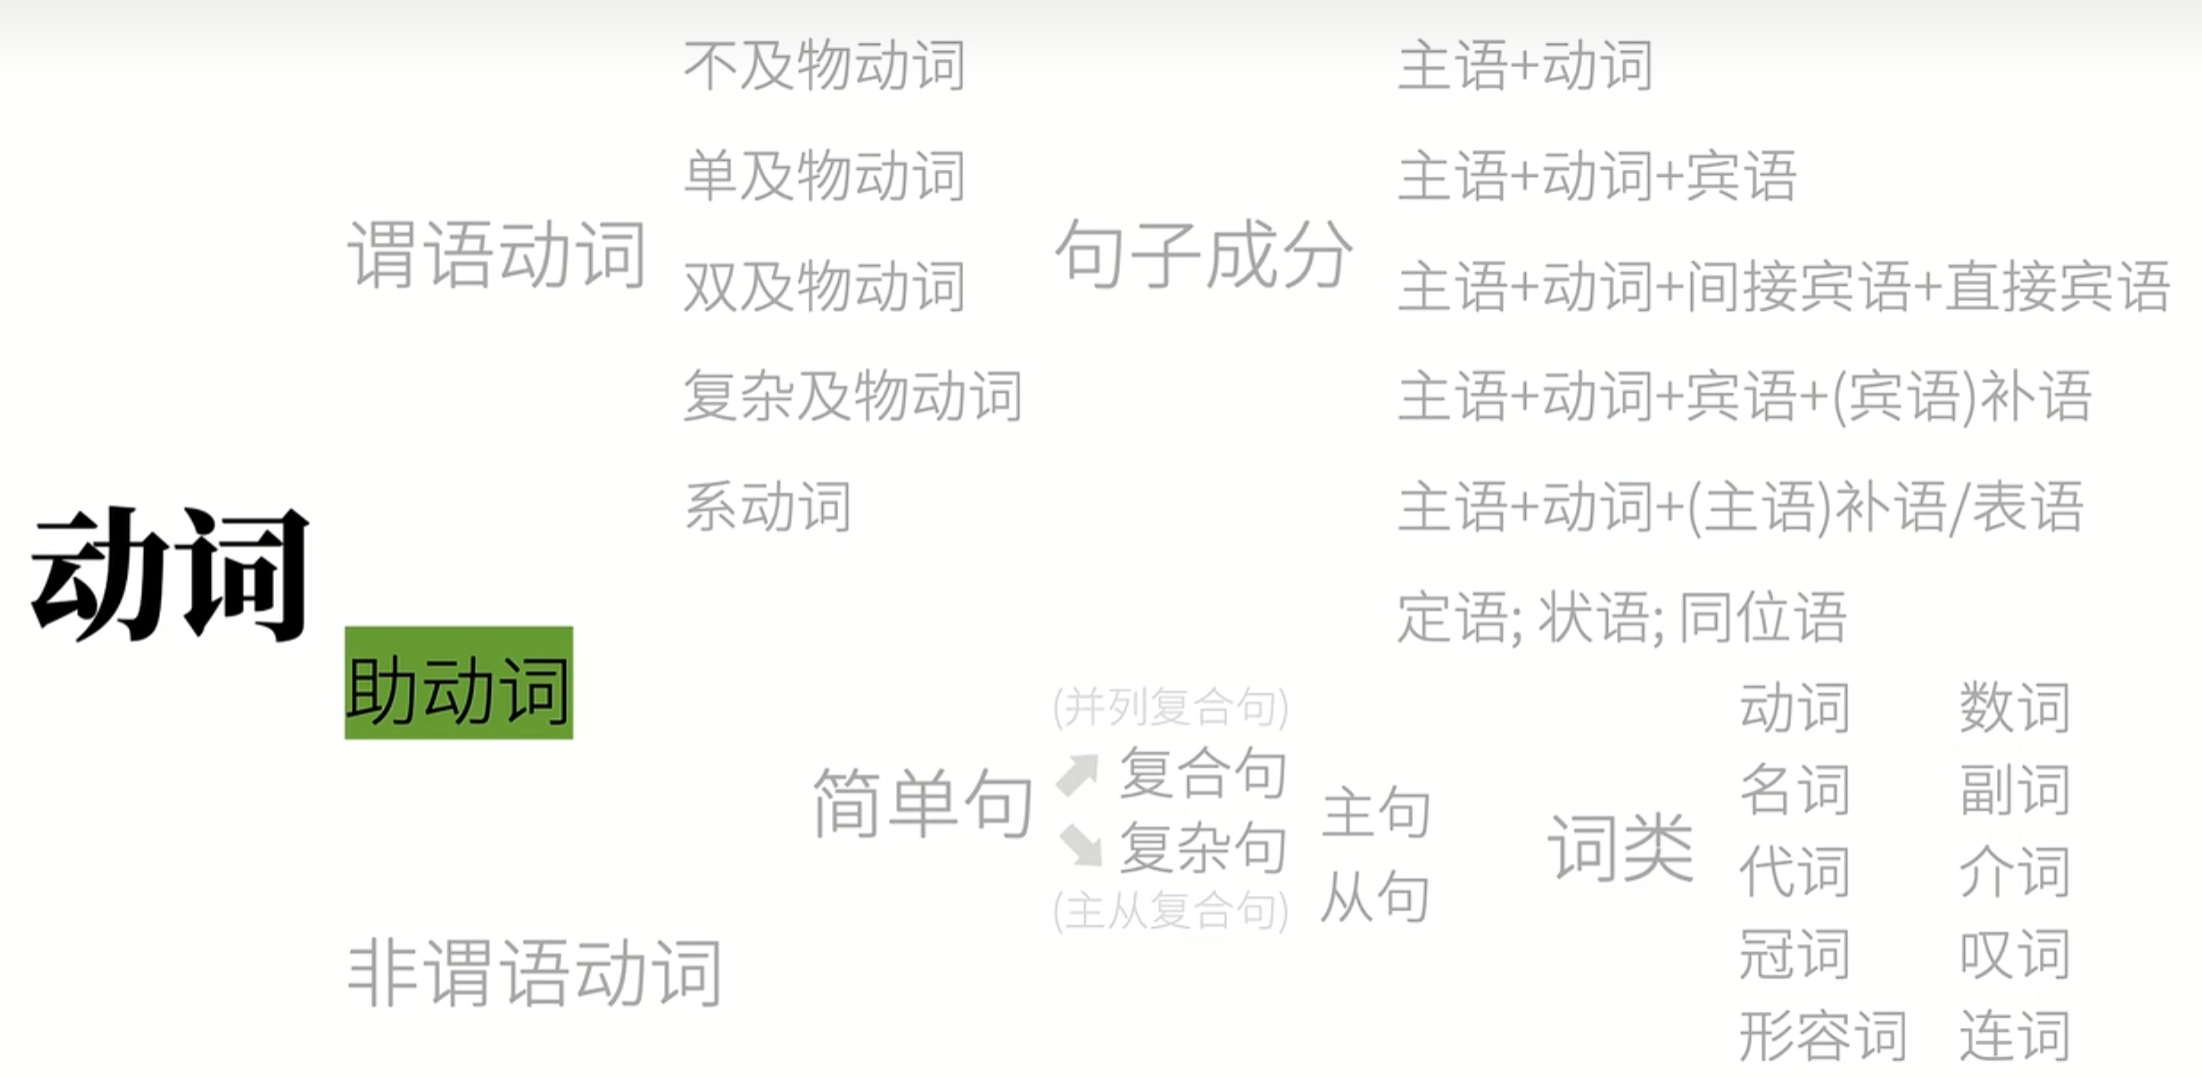 不及物动词
单及物动词
双及物动词
复杂及物动词
系动词
谓语动词
句子成分
主语+动词
主语+动词+宾语
主语+动词+间接宾语+直接宾语
主语+动词+宾语+(宾语)补语
主语+动词+(主语)补语/表语
定语; 状语; 同位语
动词
助动词
非谓语动词
简单句
(并列复合句)
复合句
复杂句
(主从复合句)
主句
从句
词类
动词
名词
代词
冠词
形容词
数词
副词
介词
叹词
连词